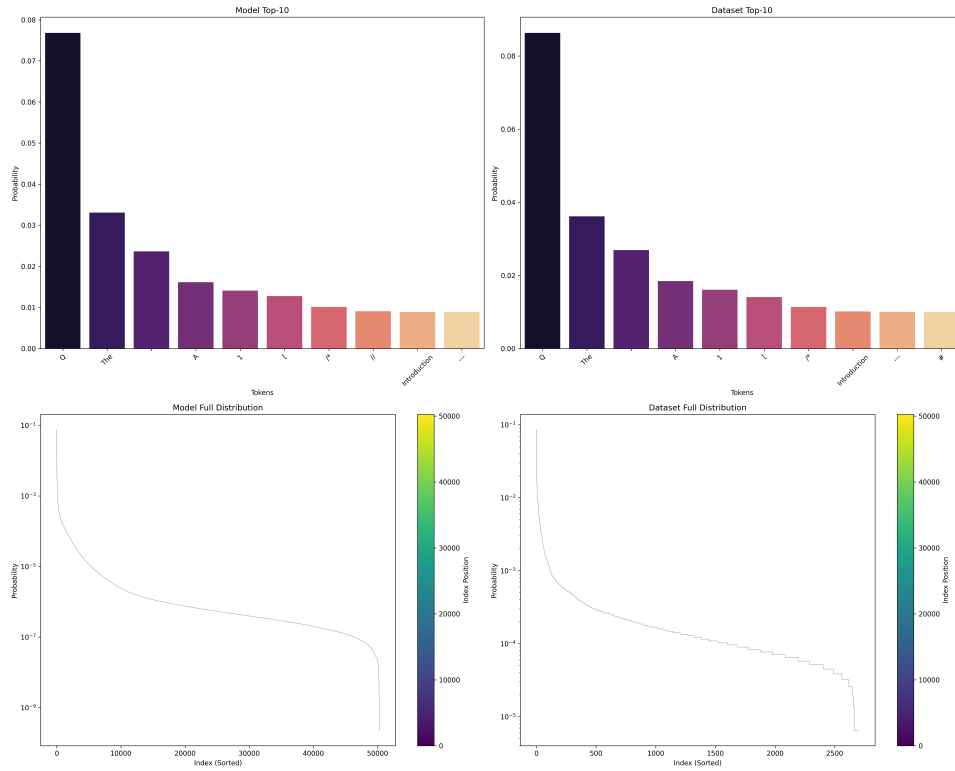 Model Top-10
0.08
0.07
0.06
0.05
0.04
0.03
0.02
0.01
0.00
Probability
Q
The
A
1
[
/*
//
Introduction
Tokens
Dataset Top-10
0.08
0.06
0.04
0.02
0.00
Probability
Q
The
A
1
[
/*
Introduction
#
Tokens
Model Full Distribution
10⁻¹
10⁻³
10⁻⁵
10⁻⁷
10⁻⁹
Probability
0 10000 20000 30000 40000 50000
Index (Sorted)
50000
40000
30000
20000
10000
0
Index Position
Dataset Full Distribution
10⁻¹
10⁻²
10⁻³
10⁻⁴
10⁻⁵
Probability
0 500 1000 1500 2000 2500
Index (Sorted)
50000
40000
30000
20000
10000
0
Index Position